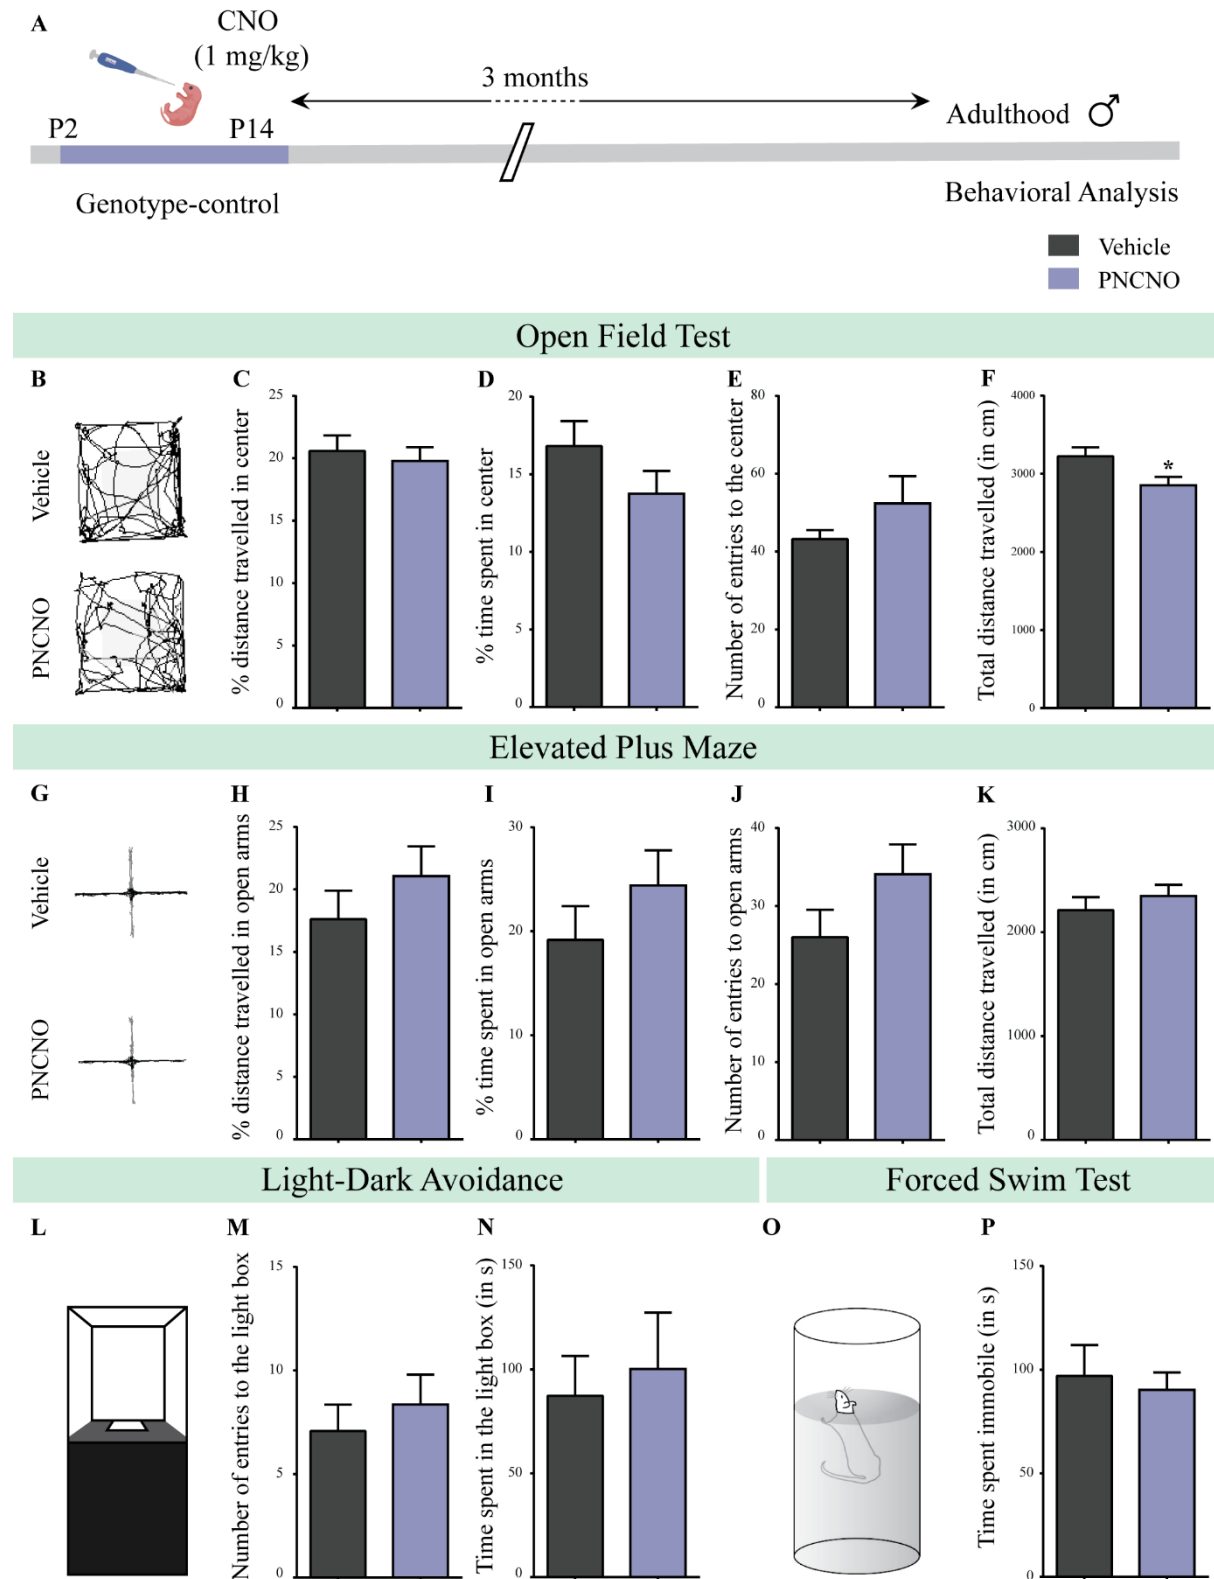 A
CNO
(1 mg/kg)
3 months
P2
P14
Adulthood ♂
Genotype-control
Behavioral Analysis
Vehicle
PNCNO
Open Field Test
B
Vehicle
PNCNO
C
% distance travelled in center
25
20
15
10
5
0
D
% time spent in center
20
15
10
5
0
E
Number of entries to the center
80
60
40
20
0
F
Total distance travelled (in cm)
4000
3000
2000
1000
0
*
Elevated Plus Maze
G
Vehicle
PNCNO
H
% distance travelled in open arms
25
20
15
10
5
0
I
% time spent in open arms
30
20
10
0
J
Number of entries to open arms
40
30
20
10
0
K
Total distance travelled (in cm)
3000
2000
1000
0
Light-Dark Avoidance
L
M
Number of entries to the light box
15
10
5
0
N
Time spent in the light box (in s)
150
100
50
0
Forced Swim Test
O
P
Time spent immobile (in s)
150
100
50
0